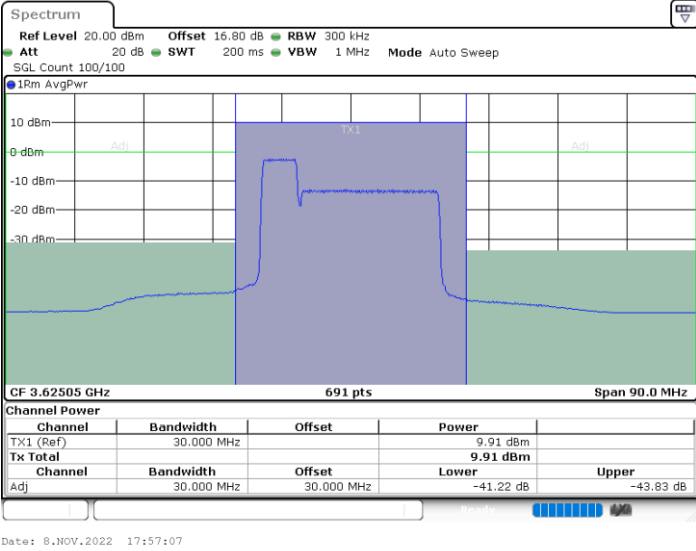 Spectrum
Ref Level 20.00 dBm Offset 16.80 dB RBW 300 kHz
Att 20 dB SWT 200 ms VBW 1 MHz Mode Auto Sweep
SGL Count 100/100
1Rm AvgPwr
10 dBm
TX1
Adj Adj
0 dBm
-10 dBm
-20 dBm
-30 dBm
CF 3.62505 GHz 691 pts Span 90.0 MHz
Channel Power
Channel Bandwidth Offset Power
TX1 (Ref) 30.000 MHz 9.91 dBm
Tx Total 9.91 dBm
Channel Bandwidth Offset Lower Upper
Adj 30.000 MHz 30.000 MHz -41.22 dB -43.83 dB
Ready
Date: 8.NOV.2022 17:57:07